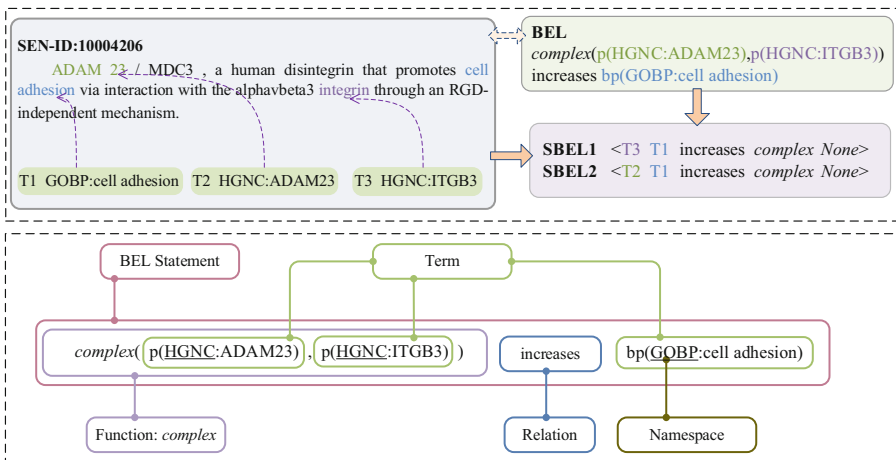 SEN-ID:10004206
ADAM 23 / MDC3 , a human disintegrin that promotes cell
adhesion via interaction with the alphavbeta3 integrin through an RGD-
independent mechanism.
T1 GOBP:cell adhesion
T2 HGNC:ADAM23
T3 HGNC:ITGB3
BEL
complex(p(HGNC:ADAM23),p(HGNC:ITGB3))
increases bp(GOBP:cell adhesion)
SBEL1 <T3 T1 increases complex None>
SBEL2 <T2 T1 increases complex None>
BEL Statement
Term
complex( p(HGNC:ADAM23) , p(HGNC:ITGB3) )
increases
bp(GOBP:cell adhesion)
Function: complex
Relation
Namespace